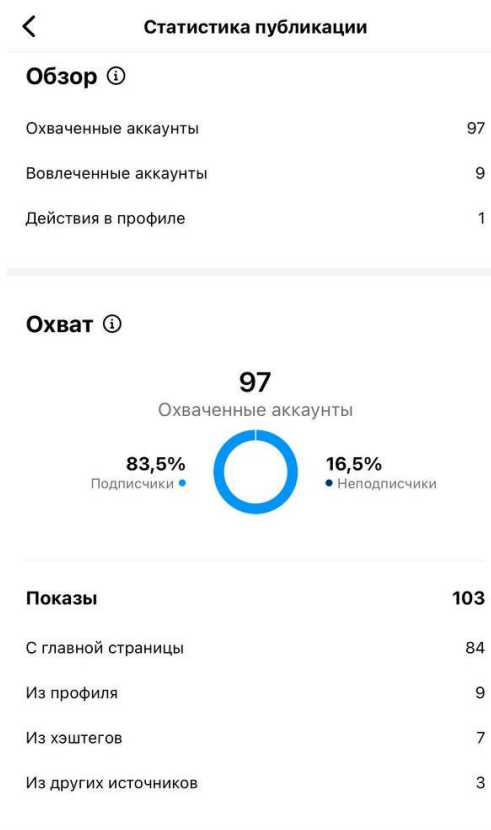 Статистика публикации
Обзор
Охваченные аккаунты 97
Вовлеченные аккаунты 9
Действия в профиле 1
Охват
97
Охваченные аккаунты
83,5% 16,5%
Подписчики Неподписчики
Показы 103
С главной страницы 84
Из профиля 9
Из хэштегов 7
Из других источников 3